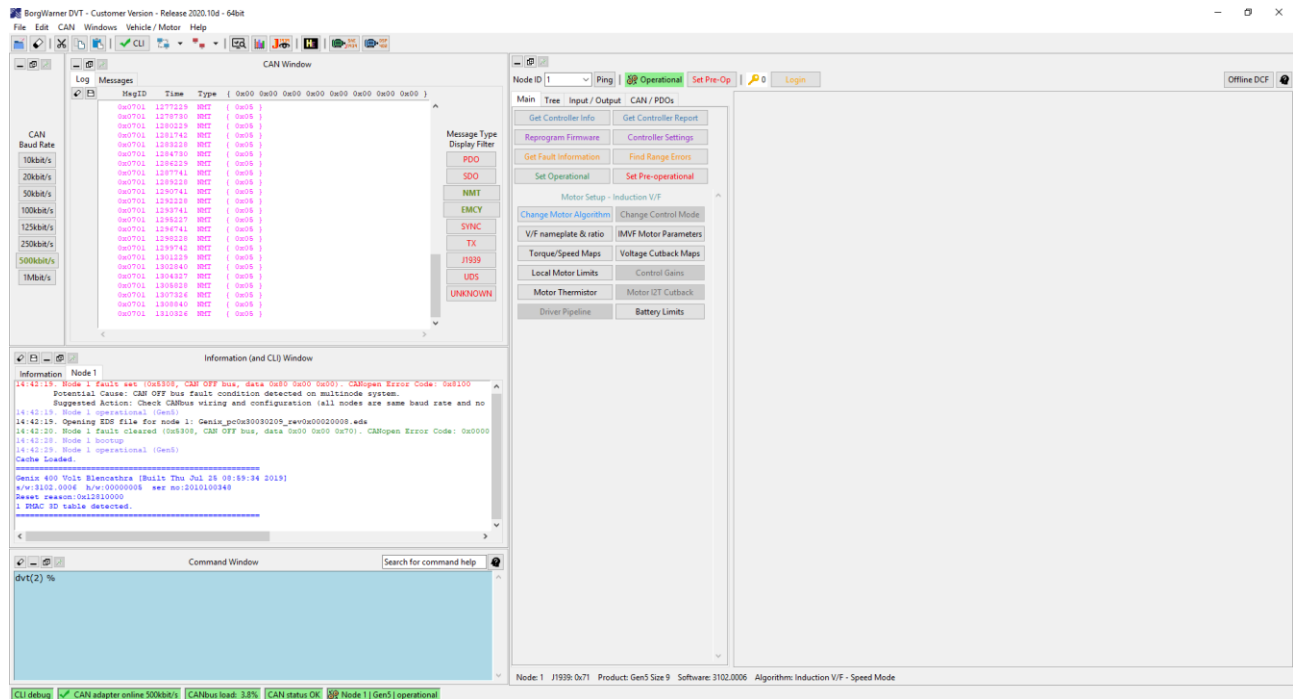 BorgWarner DVT - Customer Version - Release 2020.10d - 64bit
File Edit CAN Windows Vehicle / Motor Help
CLI
CAN Window
Log Messages
MsgID Time Type { 0x00 0x00 0x00 0x00 0x00 0x00 0x00 0x00 }
0x0701 1277229 NMT { 0x05 }
0x0701 1278730 NMT { 0x05 }
0x0701 1280229 NMT { 0x05 }
0x0701 1281742 NMT { 0x05 }
0x0701 1283228 NMT { 0x05 }
0x0701 1284730 NMT { 0x05 }
0x0701 1286229 NMT { 0x05 }
0x0701 1287741 NMT { 0x05 }
0x0701 1289228 NMT { 0x05 }
0x0701 1290741 NMT { 0x05 }
0x0701 1292228 NMT { 0x05 }
0x0701 1293741 NMT { 0x05 }
0x0701 1295227 NMT { 0x05 }
0x0701 1296741 NMT { 0x05 }
0x0701 1298228 NMT { 0x05 }
0x0701 1299742 NMT { 0x05 }
0x0701 1301229 NMT { 0x05 }
0x0701 1302840 NMT { 0x05 }
0x0701 1304327 NMT { 0x05 }
0x0701 1305828 NMT { 0x05 }
0x0701 1307326 NMT { 0x05 }
0x0701 1308840 NMT { 0x05 }
0x0701 1310326 NMT { 0x05 }
CAN
Baud Rate
10kbit/s
20kbit/s
50kbit/s
100kbit/s
125kbit/s
250kbit/s
500kbit/s
1Mbit/s
Message Type
Display Filter
PDO
SDO
NMT
EMCY
SYNC
TX
J1939
UDS
UNKNOWN
Information (and CLI) Window
Information Node 1
14:42:19. Node 1 fault set (0x5308, CAN OFF bus, data 0x80 0x00 0x00). CANopen Error Code: 0x8100
Potential Cause: CAN OFF bus fault condition detected on multinode system.
Suggested Action: Check CANbus wiring and configuration (all nodes are same baud rate and no
14:42:19. Node 1 operational (Gen5)
14:42:19. Opening EDS file for node 1: Genix_pc0x30030209_rev0x00020008.eds
14:42:20. Node 1 fault cleared (0x5308, CAN OFF bus, data 0x00 0x00 0x70). CANopen Error Code: 0x0000
14:42:28. Node 1 bootup
14:42:29. Node 1 operational (Gen5)
Cache Loaded.
Genix 400 Volt Blencathra [Built Thu Jul 25 08:59:34 2019]
s/w:3102.0006 h/w:00000005 ser no:2010100348
Reset reason:0x12810000
1 PMAC 3D table detected.
Command Window
Search for command help
dvt(2) %
CLI debug CAN adapter online 500kbit/s CANbus load: 3.8% CAN status OK Node 1 | Gen5 | operational
Node ID 1 Ping Operational Set Pre-Op 0 Login Offline DCF
Main Tree Input / Output CAN / PDOs
Get Controller Info Get Controller Report
Reprogram Firmware Controller Settings
Get Fault Information Find Range Errors
Set Operational Set Pre-operational
Motor Setup - Induction V/F
Change Motor Algorithm Change Control Mode
V/F nameplate & ratio IMVF Motor Parameters
Torque/Speed Maps Voltage Cutback Maps
Local Motor Limits Control Gains
Motor Thermistor Motor I2T Cutback
Driver Pipeline Battery Limits
Node: 1 J1939: 0x71 Product: Gen5 Size 9 Software: 3102.0006 Algorithm: Induction V/F - Speed Mode